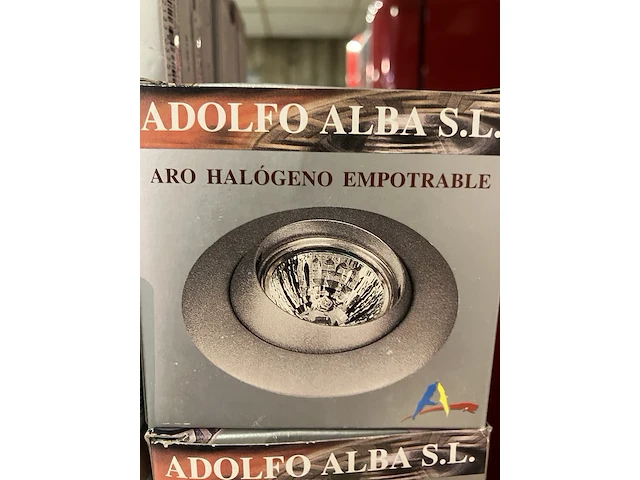 ADOLFO ALBA S.L.
ARO HALÓGENO EMPOTRABLE
ADOLFO ALBA S.L.